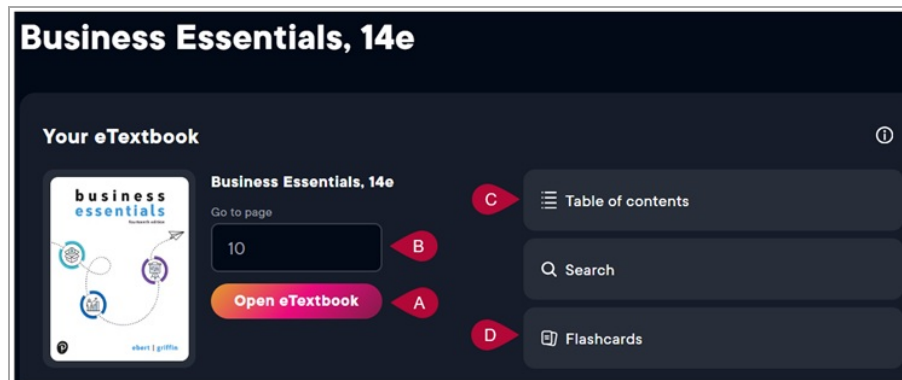 Business Essentials, 14e
Your eTextbook
business
essentials
ebert | griffin
Business Essentials, 14e
Go to page
10
B
Open eTextbook
A
C
Table of contents
Search
D
Flashcards